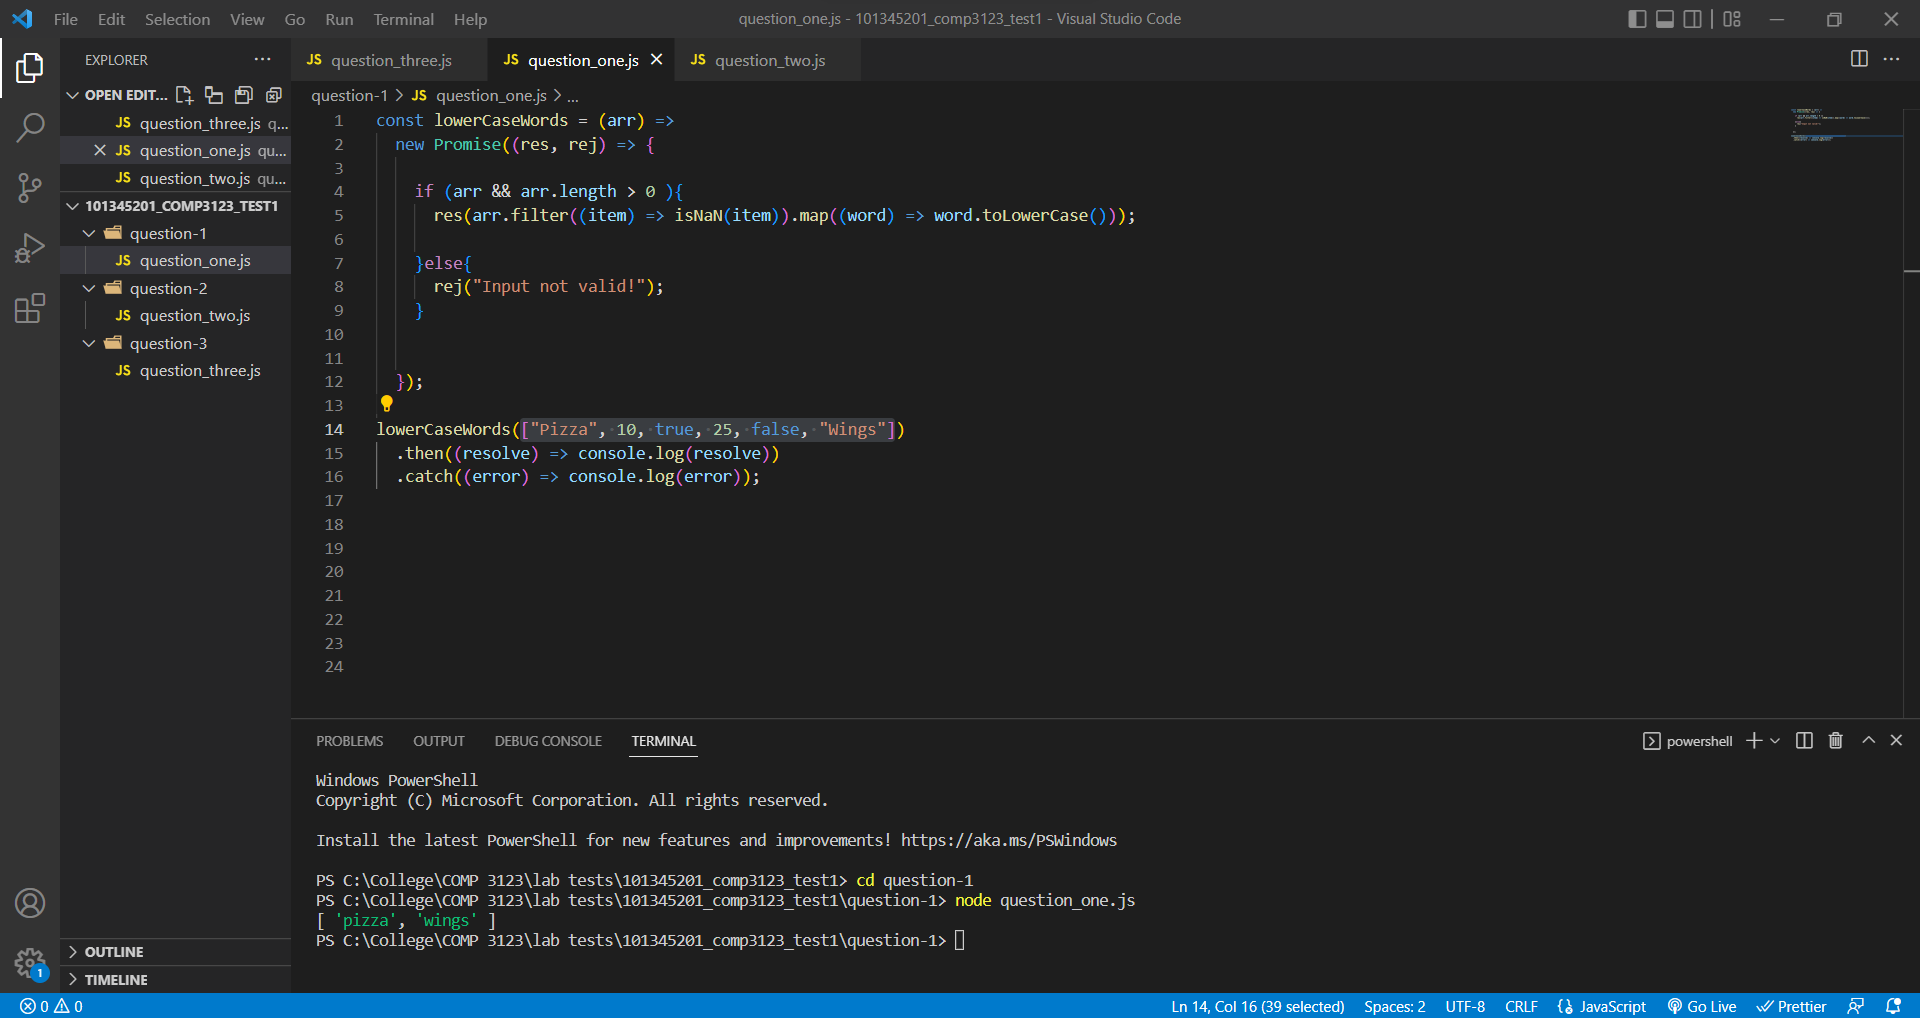 File Edit Selection View Go Run Terminal Help
question_one.js - 101345201_comp3123_test1 - Visual Studio Code
EXPLORER
OPEN EDIT...
JS question_three.js q...
JS question_one.js qu...
JS question_two.js qu...
101345201_COMP3123_TEST1
question-1
JS question_one.js
question-2
JS question_two.js
question-3
JS question_three.js
OUTLINE
TIMELINE
JS question_three.js
JS question_one.js
JS question_two.js
question-1 > JS question_one.js > ...
1 const lowerCaseWords = (arr) =>
2 new Promise((res, rej) => {
3
4 if (arr && arr.length > 0 ){
5 res(arr.filter((item) => isNaN(item)).map((word) => word.toLowerCase()));
6
7 }else{
8 rej("Input not valid!");
9 }
10
11
12 });
13
14 lowerCaseWords(["Pizza", 10, true, 25, false, "Wings"])
15 .then((resolve) => console.log(resolve))
16 .catch((error) => console.log(error));
17
18
19
20
21
22
23
24
PROBLEMS OUTPUT DEBUG CONSOLE TERMINAL
powershell
Windows PowerShell
Copyright (C) Microsoft Corporation. All rights reserved.
Install the latest PowerShell for new features and improvements! https://aka.ms/PSWindows
PS C:\College\COMP 3123\lab tests\101345201_comp3123_test1> cd question-1
PS C:\College\COMP 3123\lab tests\101345201_comp3123_test1\question-1> node question_one.js
[ 'pizza', 'wings' ]
PS C:\College\COMP 3123\lab tests\101345201_comp3123_test1\question-1>
1
0 0
Ln 14, Col 16 (39 selected) Spaces: 2 UTF-8 CRLF JavaScript Go Live Prettier